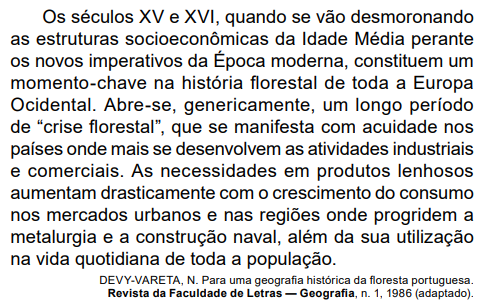 Os séculos XV e XVI, quando se vão desmoronando
as estruturas socioeconômicas da Idade Média perante
os novos imperativos da Época moderna, constituem um
momento-chave na história florestal de toda a Europa
Ocidental. Abre-se, genericamente, um longo período
de “crise florestal”, que se manifesta com acuidade nos
países onde mais se desenvolvem as atividades industriais
e comerciais. As necessidades em produtos lenhosos
aumentam drasticamente com o crescimento do consumo
nos mercados urbanos e nas regiões onde progridem a
metalurgia e a construção naval, além da sua utilização
na vida quotidiana de toda a população.
DEVY-VARETA, N. Para uma geografia histórica da floresta portuguesa.
Revista da Faculdade de Letras — Geografia, n. 1, 1986 (adaptado).